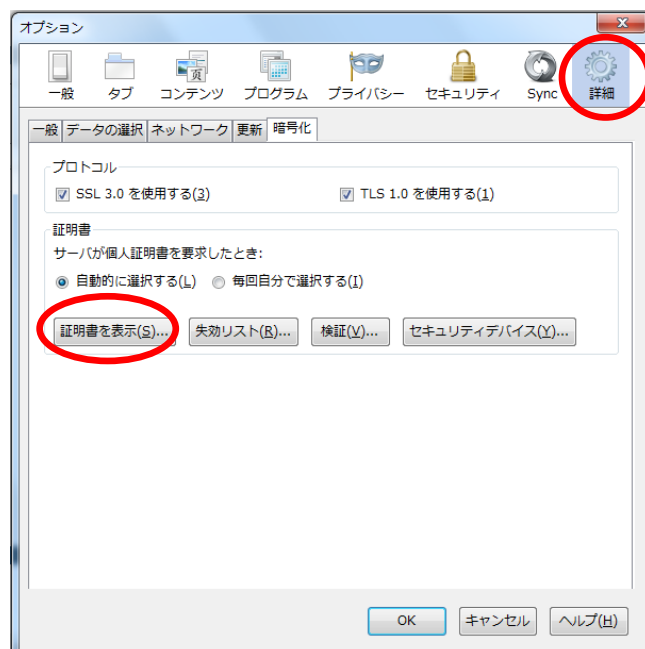 オプション
一般 タブ コンテンツ プログラム プライバシー セキュリティ Sync 詳細
一般 データの選択 ネットワーク 更新 暗号化
プロトコル
SSL 3.0 を使用する(3) TLS 1.0 を使用する(1)
証明書
サーバが個人証明書を要求したとき:
自動的に選択する(L) 毎回自分で選択する(I)
証明書を表示(S)... 失効リスト(R)... 検証(V)... セキュリティデバイス(Y)...
OK キャンセル ヘルプ(H)